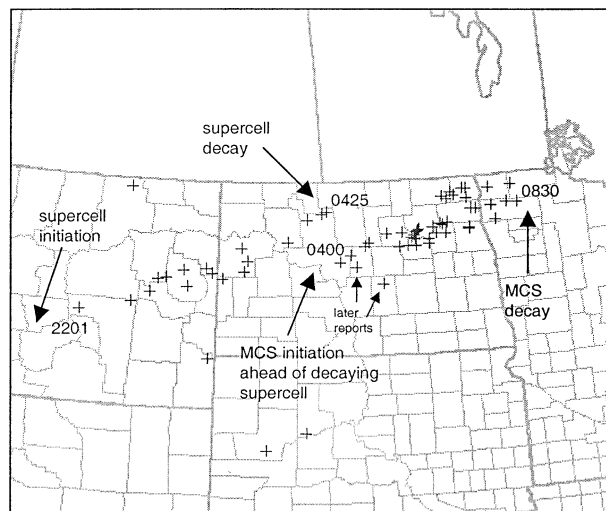 supercell
decay
0425
0830
supercell
initiation
0400
2201
later
reports
MCS
decay
MCS initiation
ahead of decaying
supercell